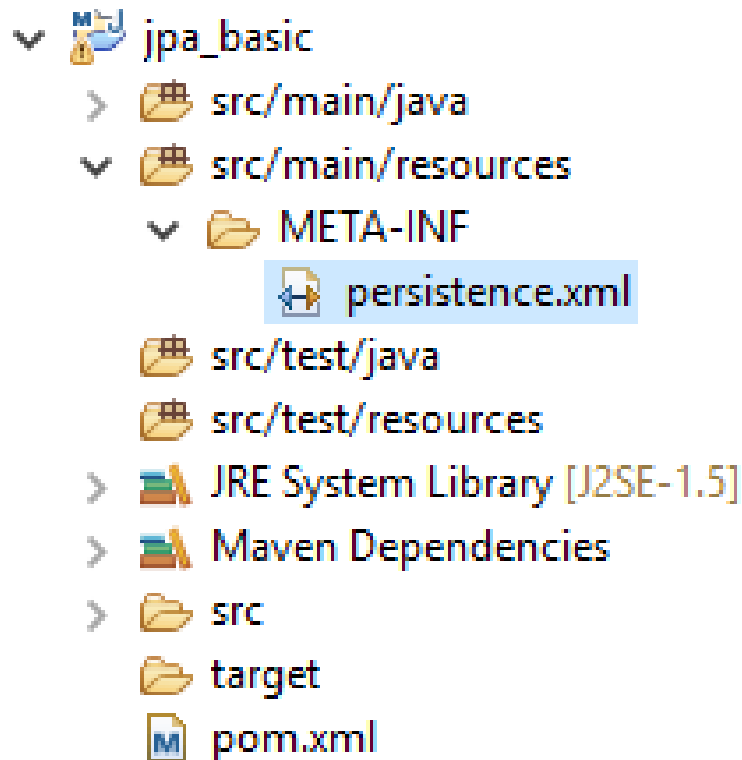 jpa_basic
src/main/java
src/main/resources
META-INF
persistence.xml
src/test/java
src/test/resources
JRE System Library [J2SE-1.5]
Maven Dependencies
src
target
pom.xml